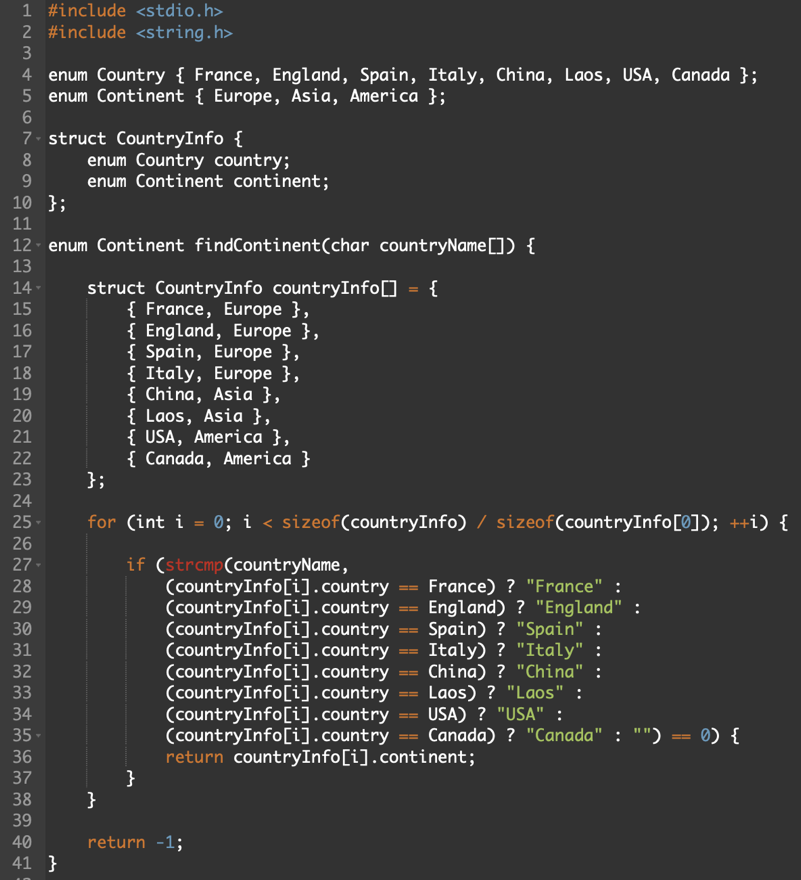 1 #include <stdio.h>
2 #include <string.h>
3
4 enum Country { France, England, Spain, Italy, China, Laos, USA, Canada };
5 enum Continent { Europe, Asia, America };
6
7 struct CountryInfo {
8     enum Country country;
9     enum Continent continent;
10 };
11
12 enum Continent findContinent(char countryName[]) {
13
14     struct CountryInfo countryInfo[] = {
15         { France, Europe },
16         { England, Europe },
17         { Spain, Europe },
18         { Italy, Europe },
19         { China, Asia },
20         { Laos, Asia },
21         { USA, America },
22         { Canada, America }
23     };
24
25     for (int i = 0; i < sizeof(countryInfo) / sizeof(countryInfo[0]); ++i) {
26
27         if (strcmp(countryName,
28             (countryInfo[i].country == France) ? "France" :
29             (countryInfo[i].country == England) ? "England" :
30             (countryInfo[i].country == Spain) ? "Spain" :
31             (countryInfo[i].country == Italy) ? "Italy" :
32             (countryInfo[i].country == China) ? "China" :
33             (countryInfo[i].country == Laos) ? "Laos" :
34             (countryInfo[i].country == USA) ? "USA" :
35             (countryInfo[i].country == Canada) ? "Canada" : "") == 0) {
36             return countryInfo[i].continent;
37         }
38     }
39
40     return -1;
41 }